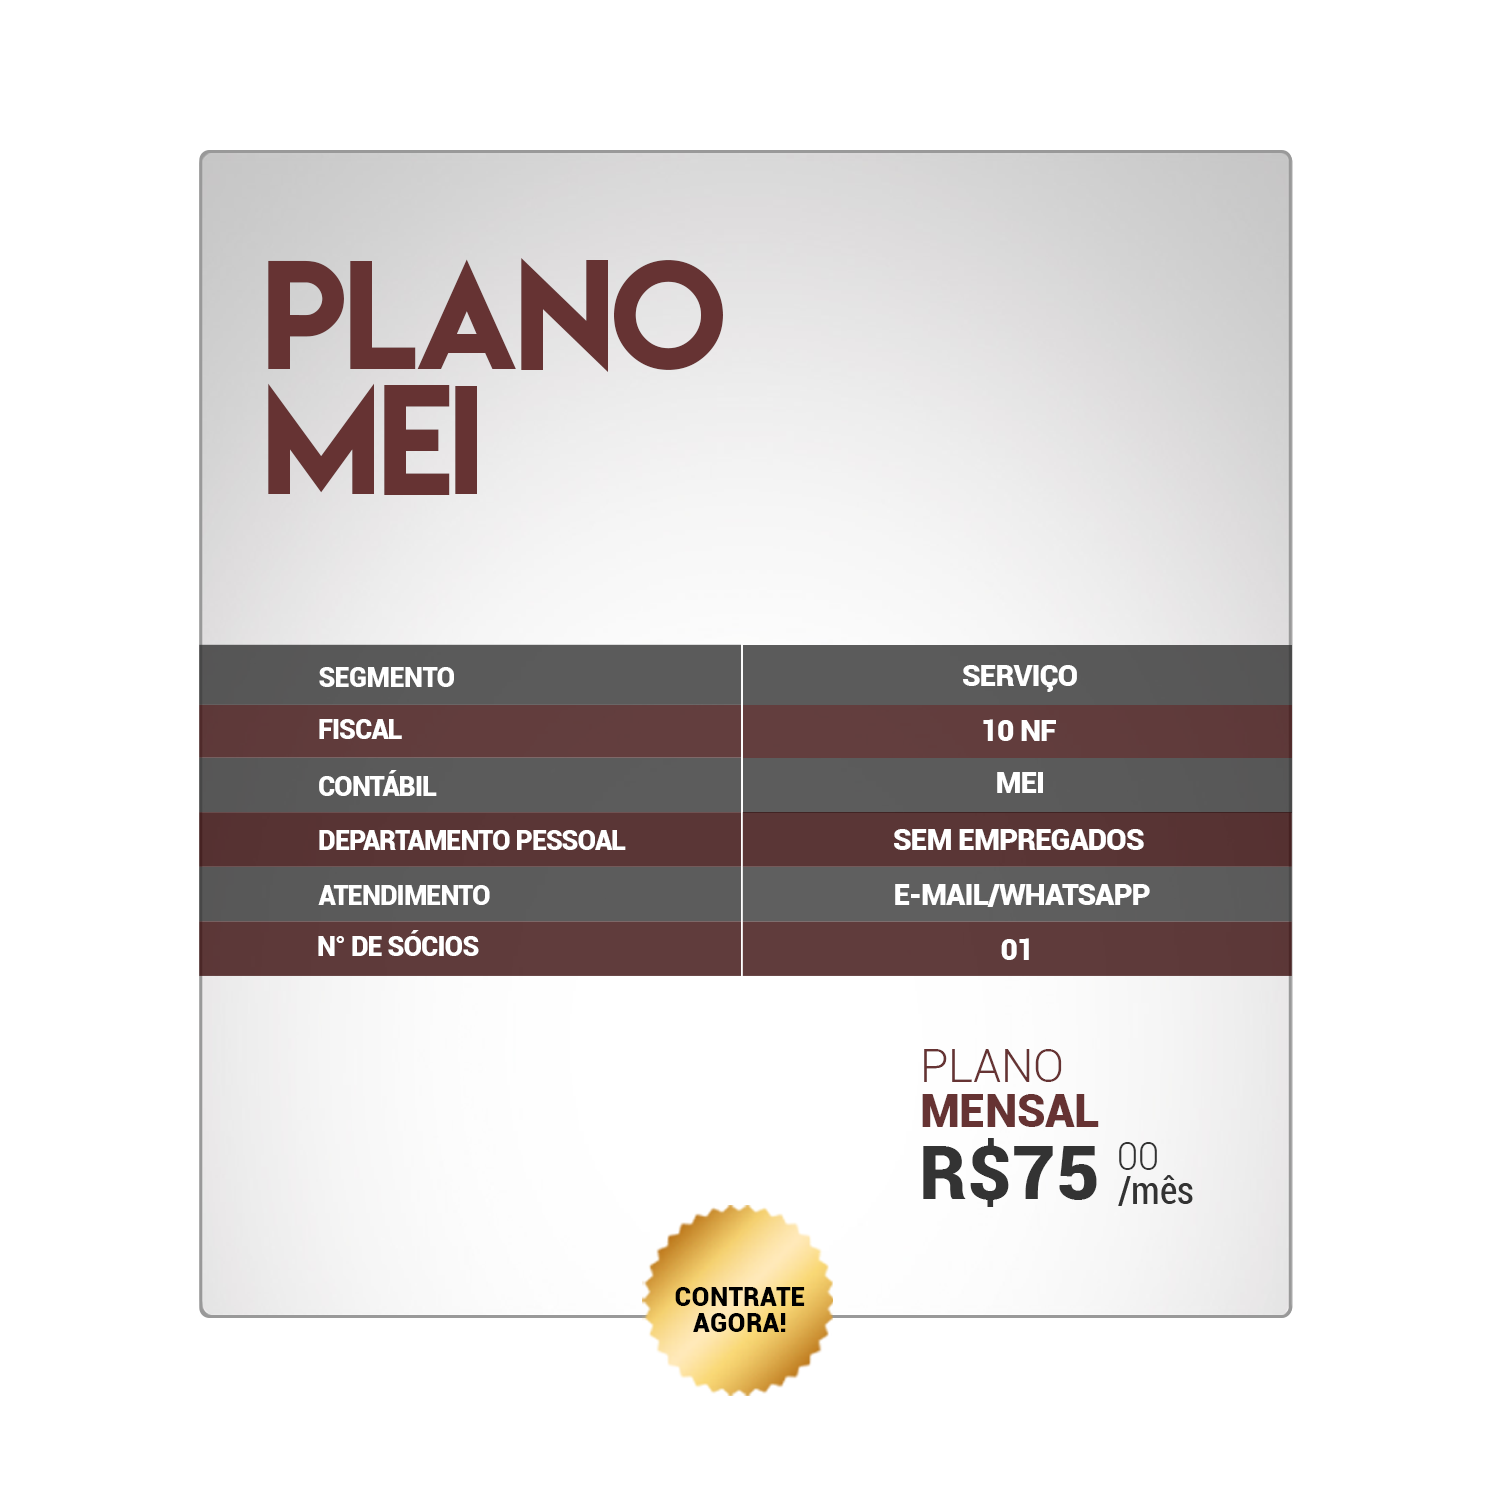 PLANO
MEI
SEGMENTO SERVIÇO
FISCAL 10 NF
CONTÁBIL MEI
DEPARTAMENTO PESSOAL SEM EMPREGADOS
ATENDIMENTO E-MAIL/WHATSAPP
N° DE SÓCIOS 01
PLANO
MENSAL
R$75 00
/mês
CONTRATE
AGORA!